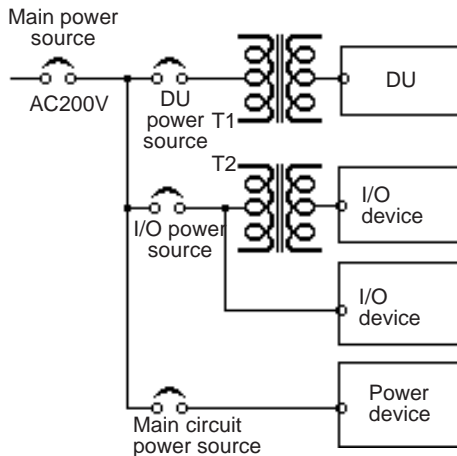 Main power
source
AC200V
DU
power
source
T1
DU
T2
I/O power
source
I/O
device
I/O
device
Main circuit
power source
Power
device